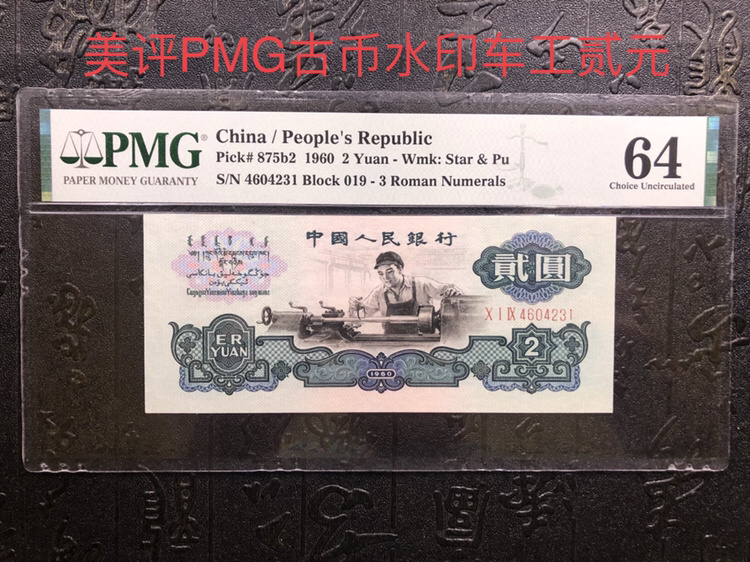 美评PMG古币水印车工贰元
PMG
PAPER MONEY GUARANTY
China / People's Republic
Pick# 875b2 1960 2 Yuan - Wmk: Star & Pu
S/N 4604231 Block 019 - 3 Roman Numerals
64
Choice Uncirculated
中國人民銀行
貳圓
X I IX 4604231
ER
YUAN
2
1960